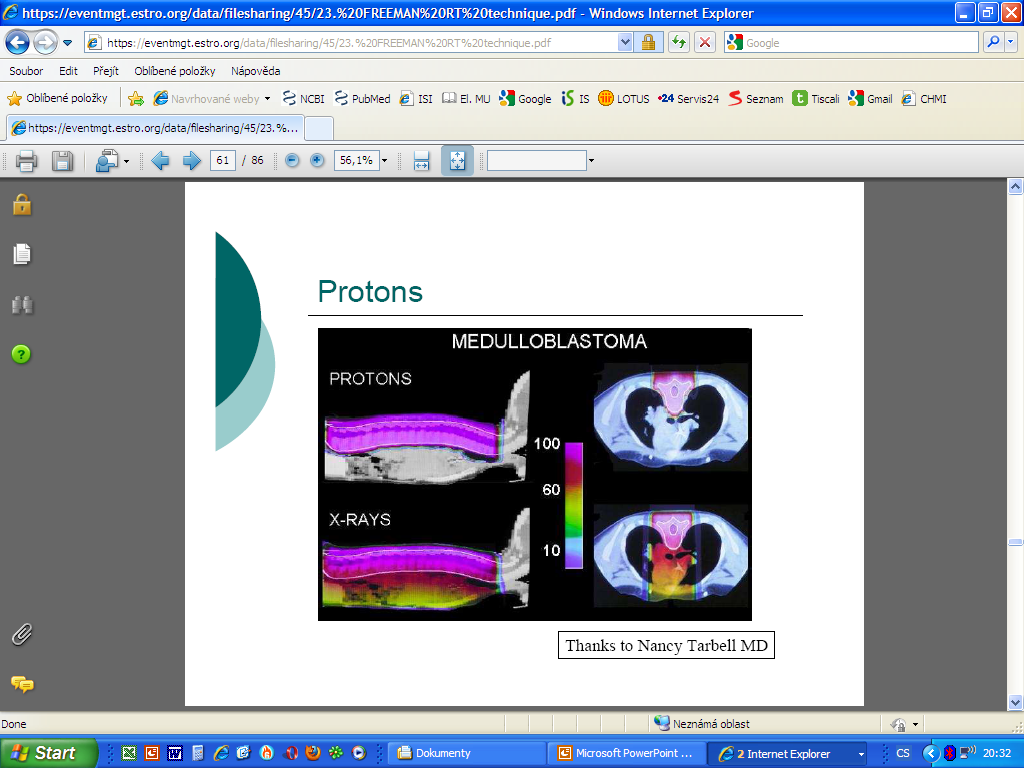 https://eventmgt.estro.org/data/filesharing/45/23.%20FREEMAN%20RT%20technique.pdf - Windows Internet Explorer
https://eventmgt.estro.org/data/filesharing/45/23.%20FREEMAN%20RT%20technique.pdf
Google
Soubor Edit Přejít Oblíbené položky Nápověda
Oblíbené položky Navrhované weby NCBI PubMed ISI El. MU Google IS LOTUS Servis24 Seznam Tiscali Gmail CHMI
https://eventmgt.estro.org/data/filesharing/45/23.%...
61 / 86 56,1%
Protons
MEDULLOBLASTOMA
PROTONS
100
60
X-RAYS
10
Thanks to Nancy Tarbell MD
Done Neznámá oblast
Start Dokumenty Microsoft PowerPoint ... 2 Internet Explorer CS 20:32